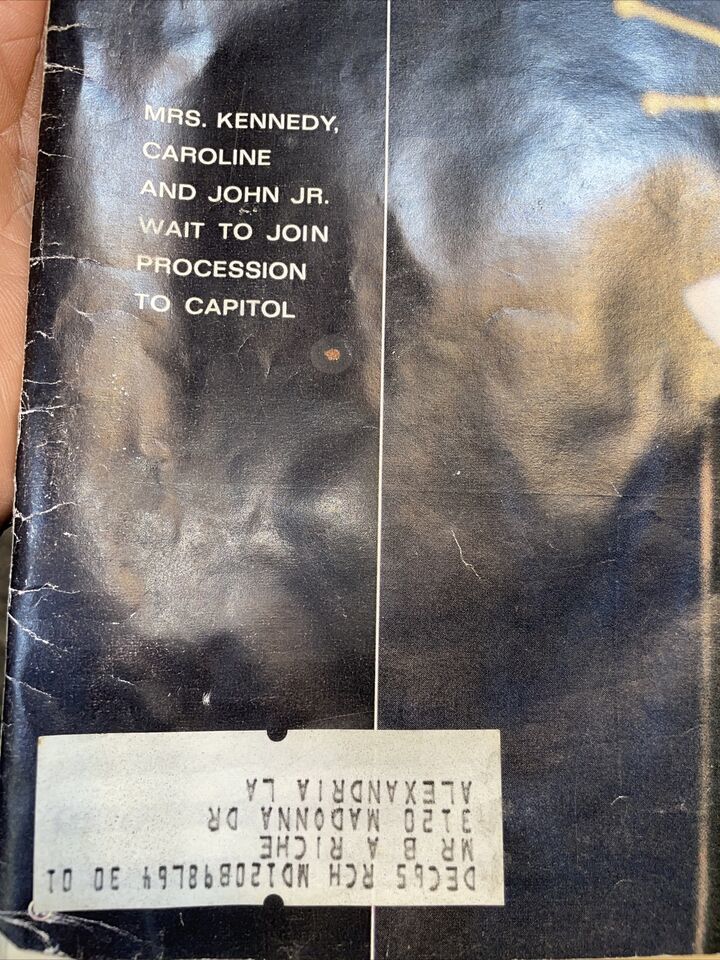 MRS. KENNEDY,
CAROLINE
AND JOHN JR.
WAIT TO JOIN
PROCESSION
TO CAPITOL
DEC65 RCH MD120B98L64 30 01
MR B A RICHE
3120 MADONNA DR
ALEXANDRIA LA